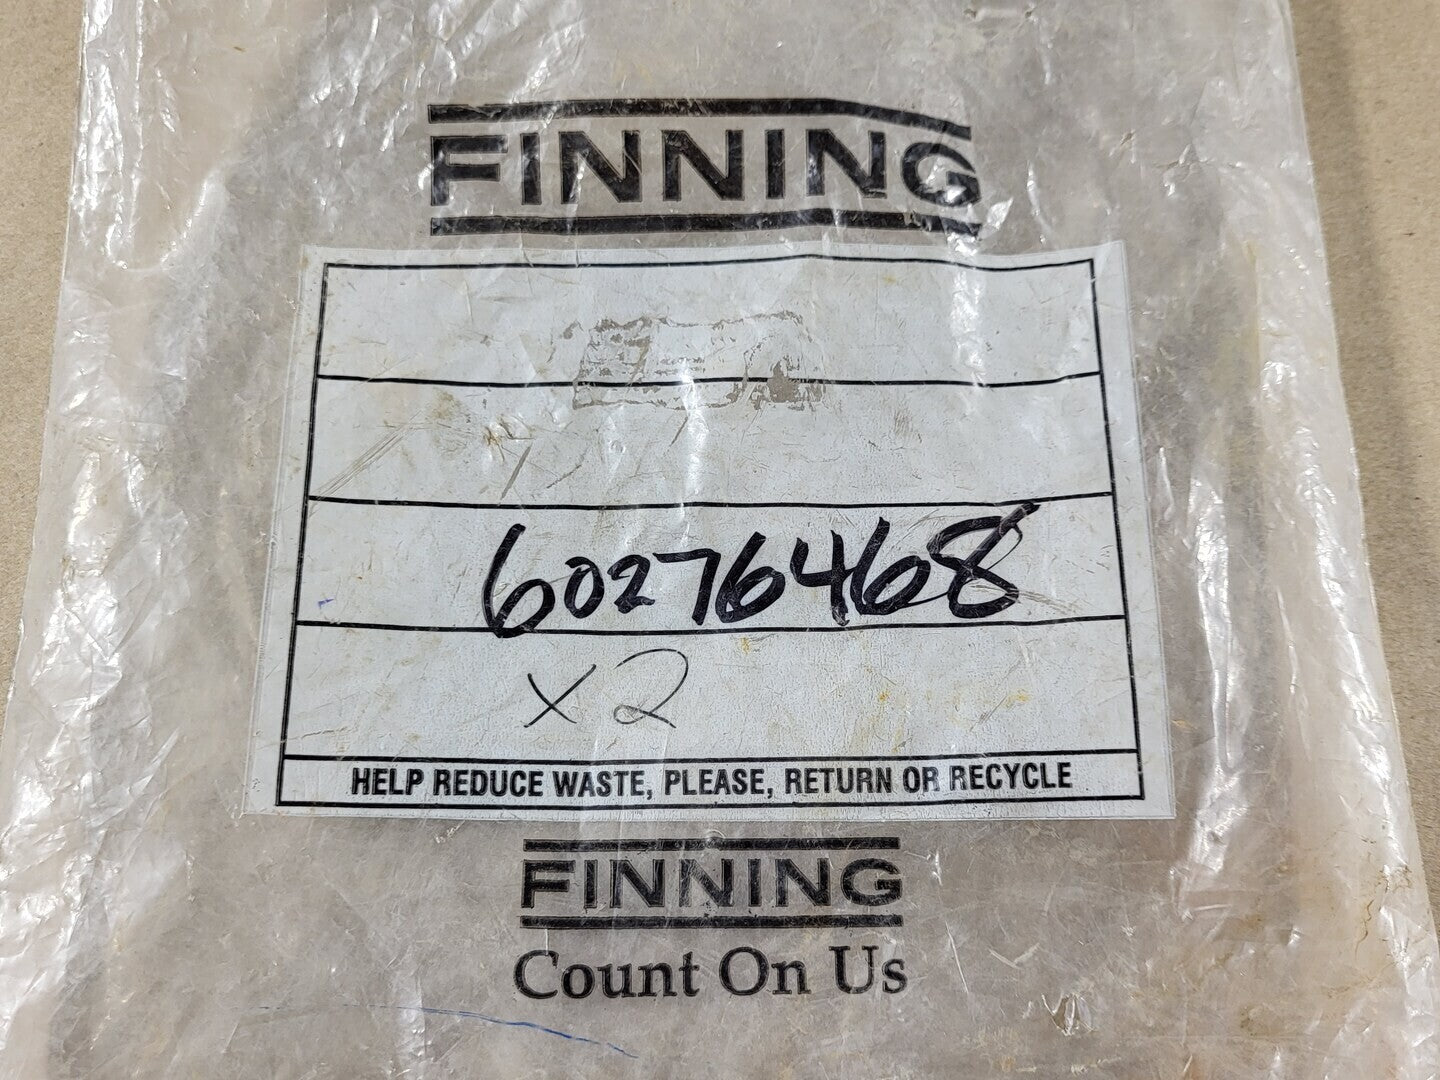 FINNING
60276468
x2
HELP REDUCE WASTE, PLEASE, RETURN OR RECYCLE
FINNING
Count On Us